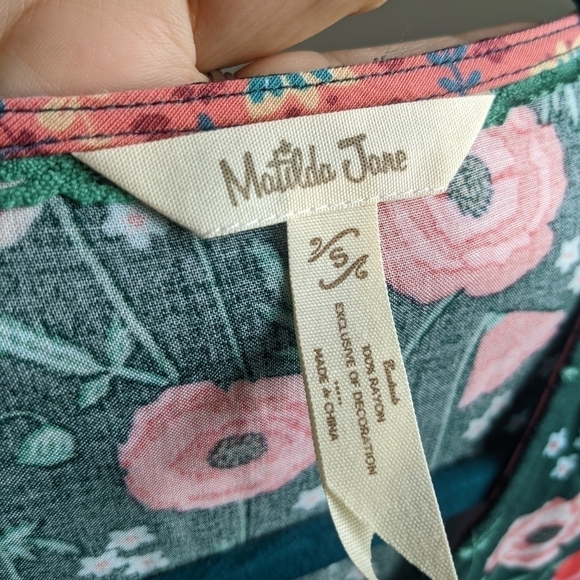 Matilda Jane
S
100% RAYON
EXCLUSIVE OF DECORATION
MADE in CHINA